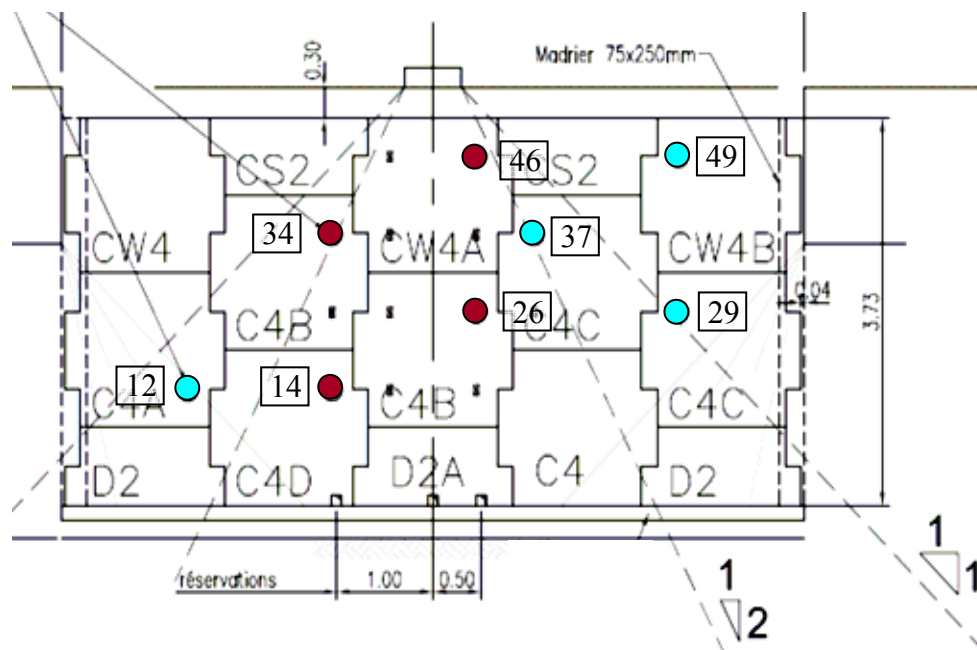 0.30
Madrier 75x250mm
CS2
46
CS2
49
34
37
CW4
CW4A
CW4B
0.04
C4B
26
C4C
29
3.73
12
14
C4A
C4B
C4C
D2
C4D
D2A
C4
D2
réservations
1.00
0.50
1
1
1
2